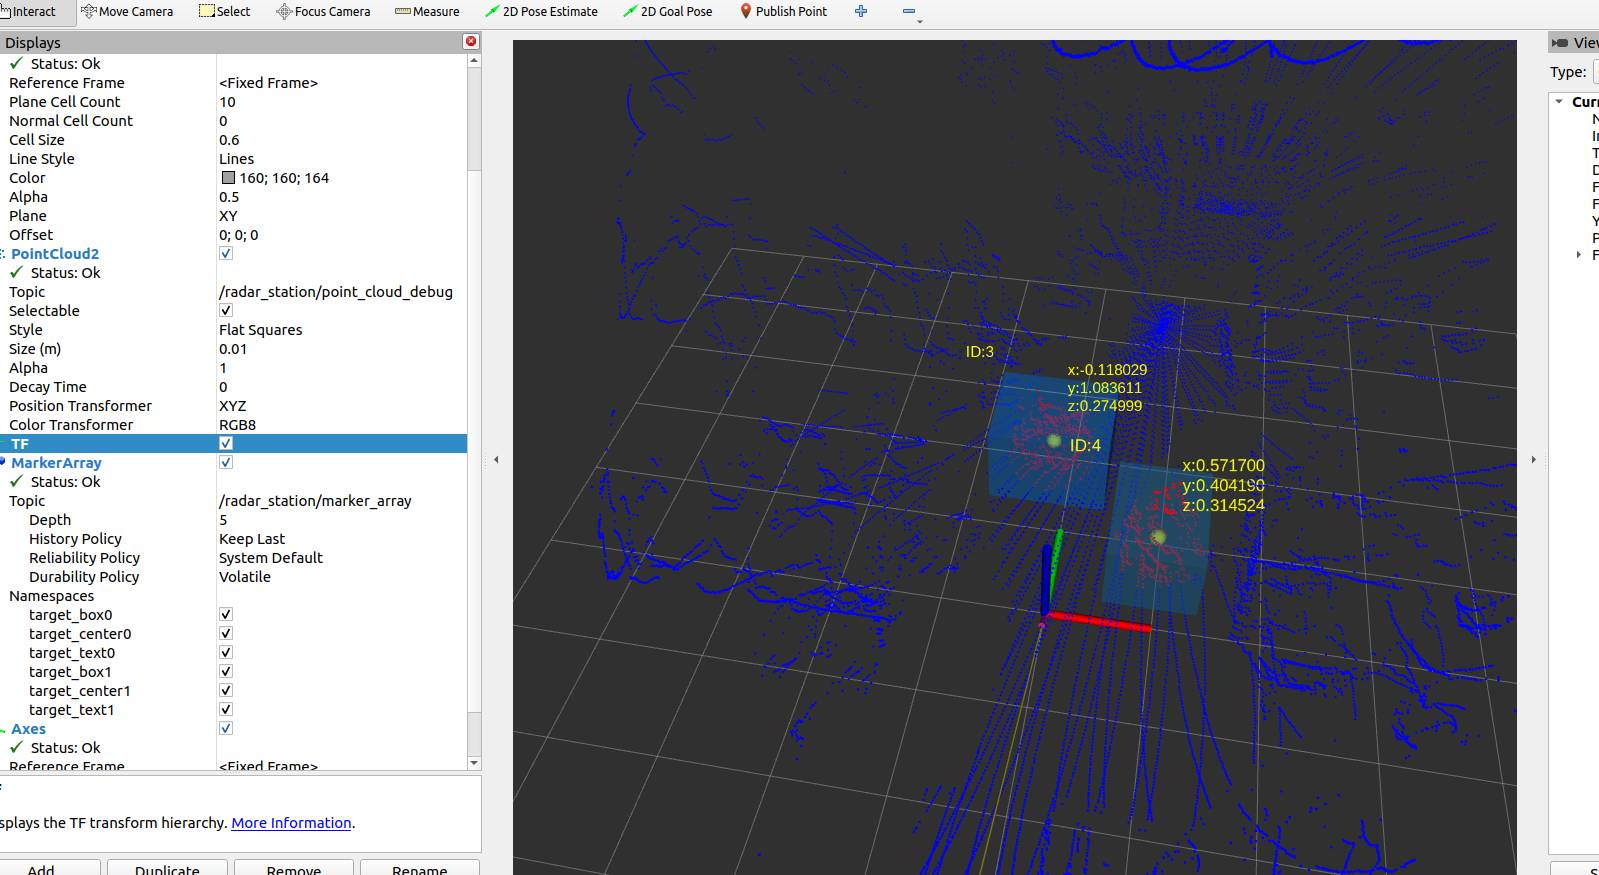 Interact Move Camera Select Focus Camera Measure 2D Pose Estimate 2D Goal Pose Publish Point
Displays
Status: Ok
Reference Frame <Fixed Frame>
Plane Cell Count 10
Normal Cell Count 0
Cell Size 0.6
Line Style Lines
Color 160; 160; 164
Alpha 0.5
Plane XY
Offset 0; 0; 0
PointCloud2
Status: Ok
Topic /radar_station/point_cloud_debug
Selectable
Style Flat Squares
Size (m) 0.01
Alpha 1
Decay Time 0
Position Transformer XYZ
Color Transformer RGB8
TF
MarkerArray
Status: Ok
Topic /radar_station/marker_array
Depth 5
History Policy Keep Last
Reliability Policy System Default
Durability Policy Volatile
Namespaces
target_box0
target_center0
target_text0
target_box1
target_center1
target_text1
Axes
Status: Ok
Reference Frame <Fixed Frame>
splays the TF transform hierarchy. More Information.
Add Duplicate Remove Rename
ID:3
x:-0.118029
y:1.083611
z:0.274999
ID:4
x:0.571700
y:0.404190
z:0.314524
View
Type:
Curr